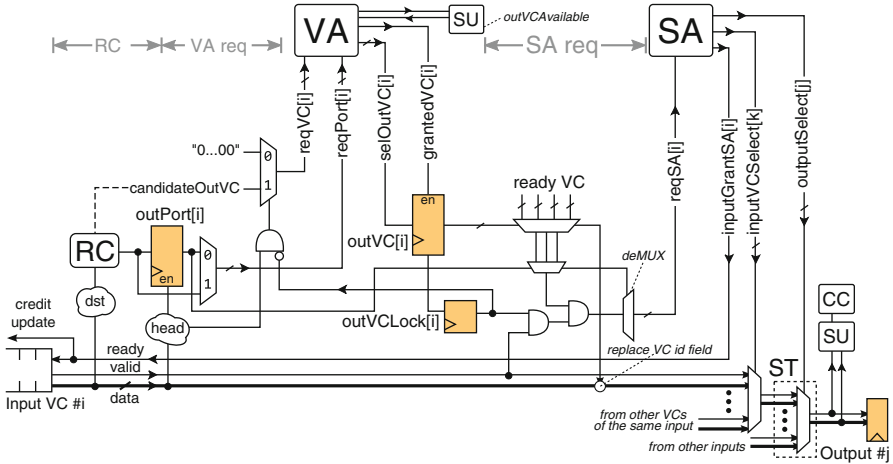 VA
SU
outVCAvailable
SA
RC
VA req
SA req
reqVC[i]
reqPort[i]
selOutVC[i]
grantedVC[i]
reqSA[i]
inputGrantSA[i]
inputVCSelect[k]
outputSelect[j]
"0...00"
0
1
candidateOutVC
ready VC
outPort[i]
en
outVC[i]
RC
0
1
en
deMUX
dst
head
outVCLock[i]
CC
SU
credit
update
ready
valid
data
Input VC #i
replace VC id field
ST
from other VCs
of the same input
from other inputs
Output #j